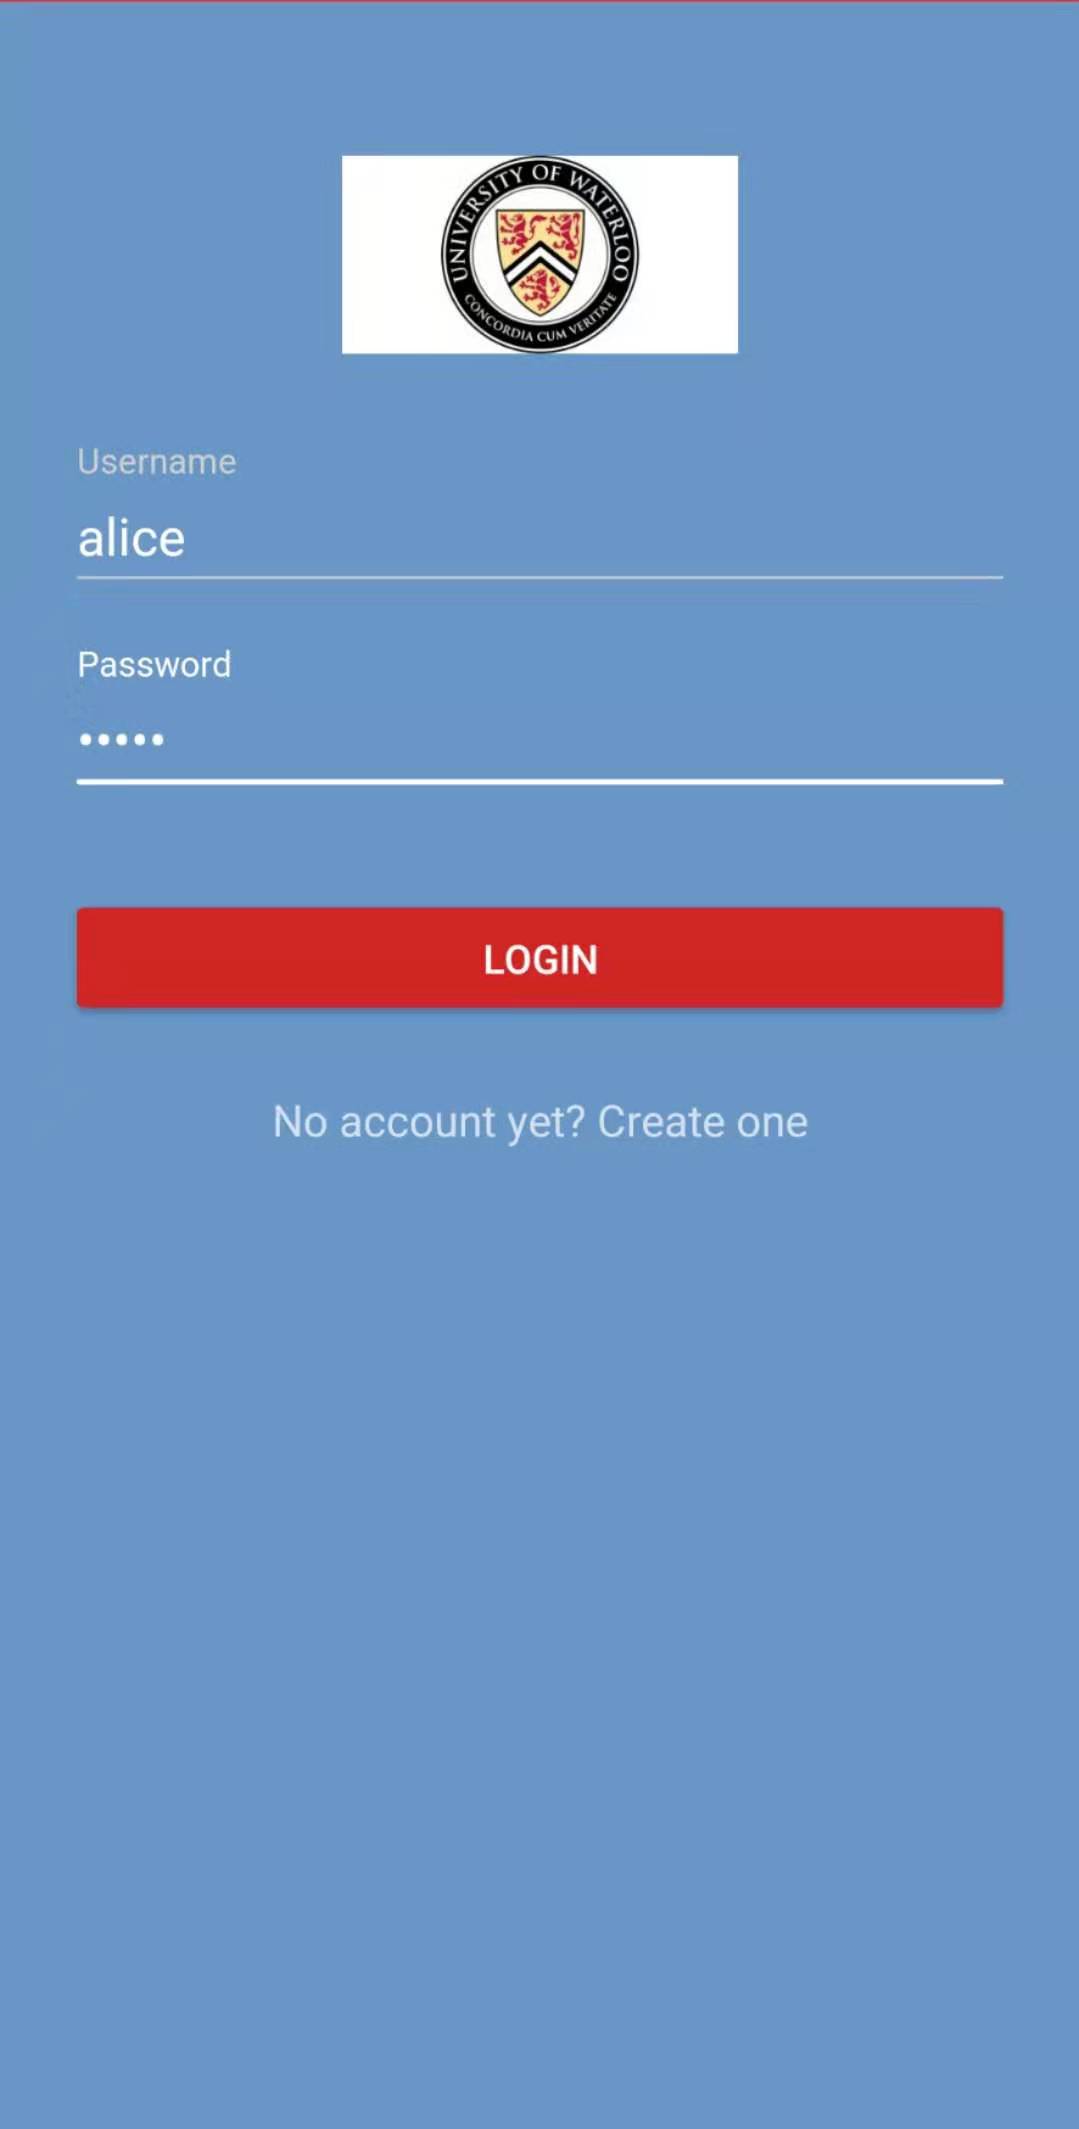 UNIVERSITY OF WATERLOO
CONCORDIA CUM VERITATE
Username
alice
Password
•••••
LOGIN
No account yet? Create one